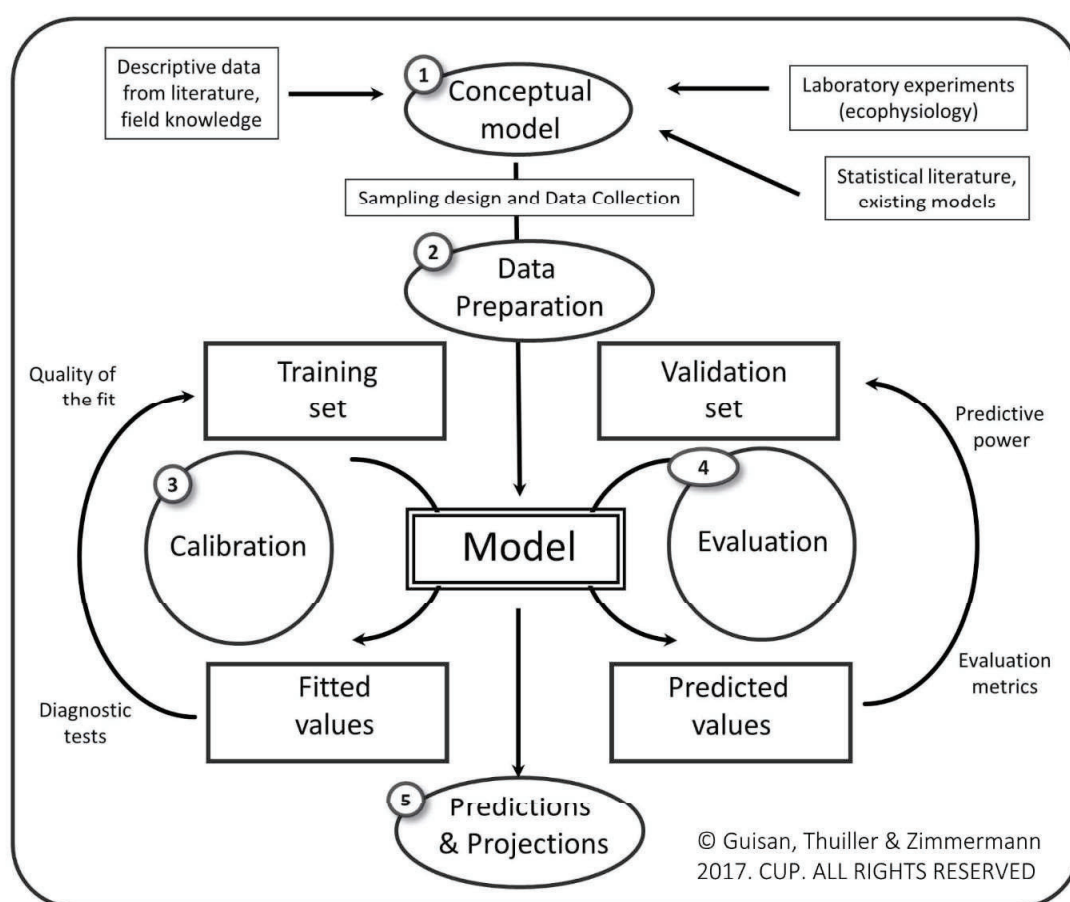 Descriptive data
from literature,
field knowledge
1
Conceptual
model
Laboratory experiments
(ecophysiology)
Statistical literature,
existing models
Sampling design and Data Collection
2
Data
Preparation
Quality of
the fit
Training
set
Validation
set
Predictive
power
3
Calibration
Model
4
Evaluation
Diagnostic
tests
Fitted
values
Predicted
values
Evaluation
metrics
5
Predictions
& Projections
© Guisan, Thuiller & Zimmermann
2017. CUP. ALL RIGHTS RESERVED